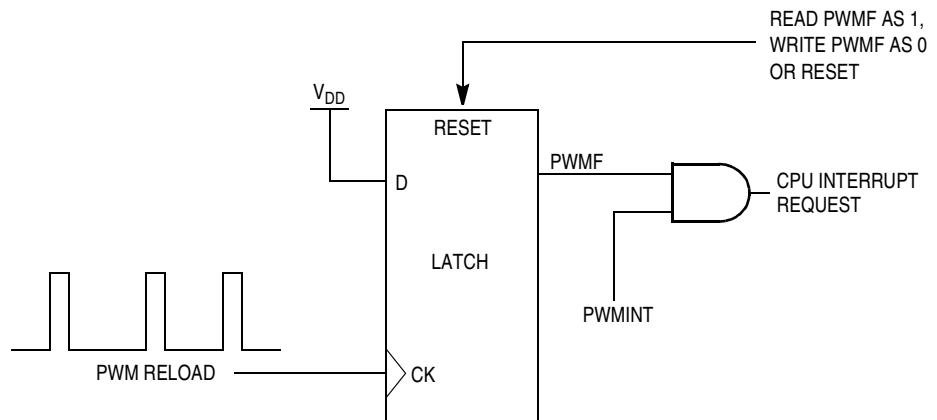 READ PWMF AS 1,
WRITE PWMF AS 0
OR RESET
VDD
RESET
PWMF
D
CPU INTERRUPT
REQUEST
LATCH
PWMINT
PWM RELOAD
CK